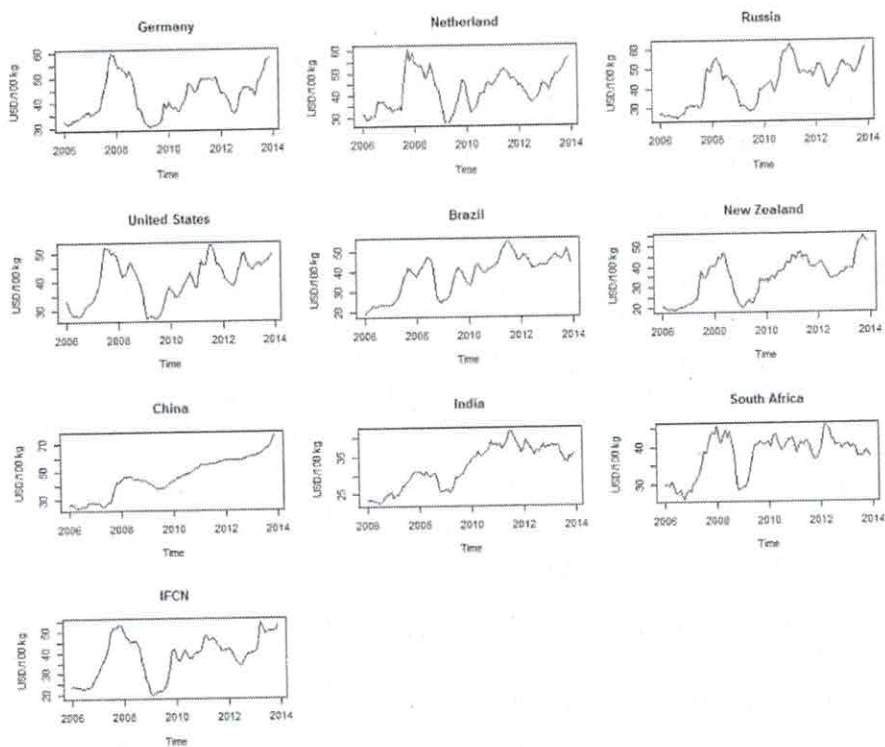 Germany
USD/100 kg
30 40 50 60
2006 2008 2010 2012 2014
Time
Netherland
USD/100 kg
30 40 50 60
2006 2008 2010 2012 2014
Time
Russia
USD/100 kg
30 40 50 60
2006 2008 2010 2012 2014
Time
United States
USD/100 kg
30 40 50
2006 2008 2010 2012 2014
Time
Brazil
USD/100 kg
20 30 40 50
2006 2008 2010 2012 2014
Time
New Zealand
USD/100 kg
20 30 40 50
2006 2008 2010 2012 2014
Time
China
USD/100 kg
30 50 70
2006 2008 2010 2012 2014
Time
India
USD/100 kg
25 35
2006 2008 2010 2012 2014
Time
South Africa
USD/100 kg
30 40
2006 2008 2010 2012 2014
Time
IFCN
USD/100 kg
20 30 40 50
2006 2008 2010 2012 2014
Time